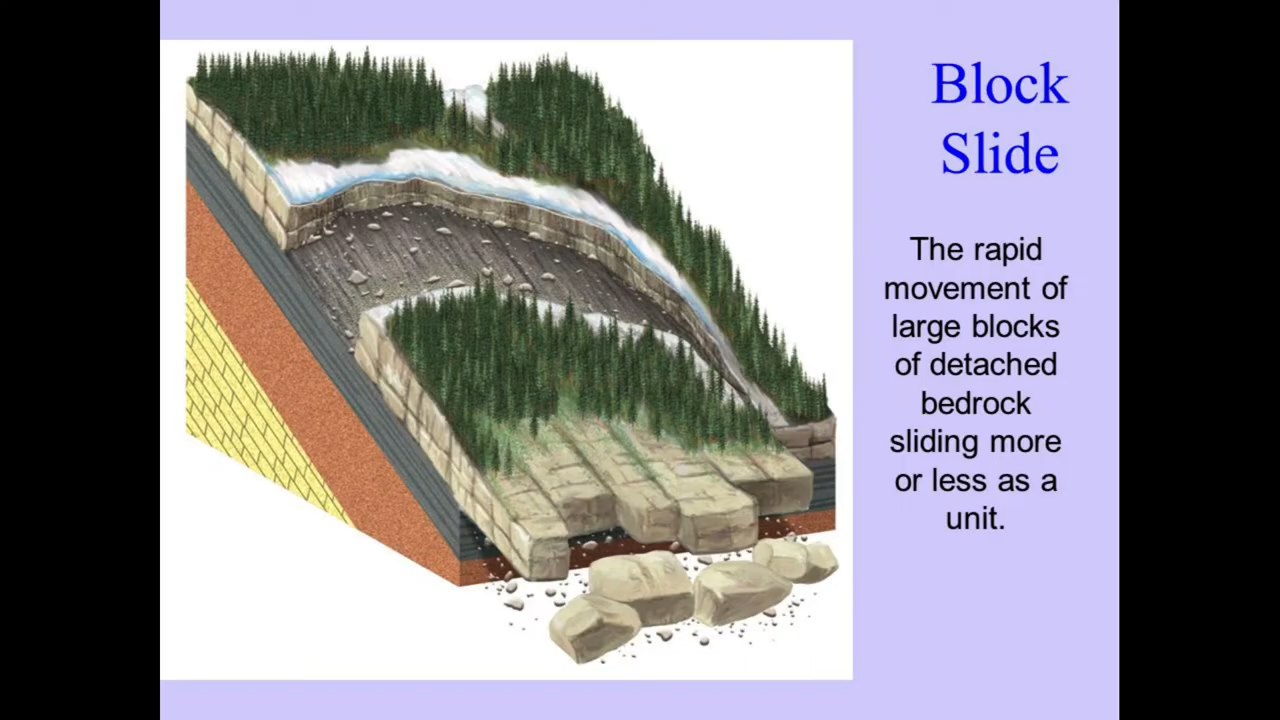 Block
Slide
The rapid
movement of
large blocks
of detached
bedrock
sliding more
or less as a
unit.